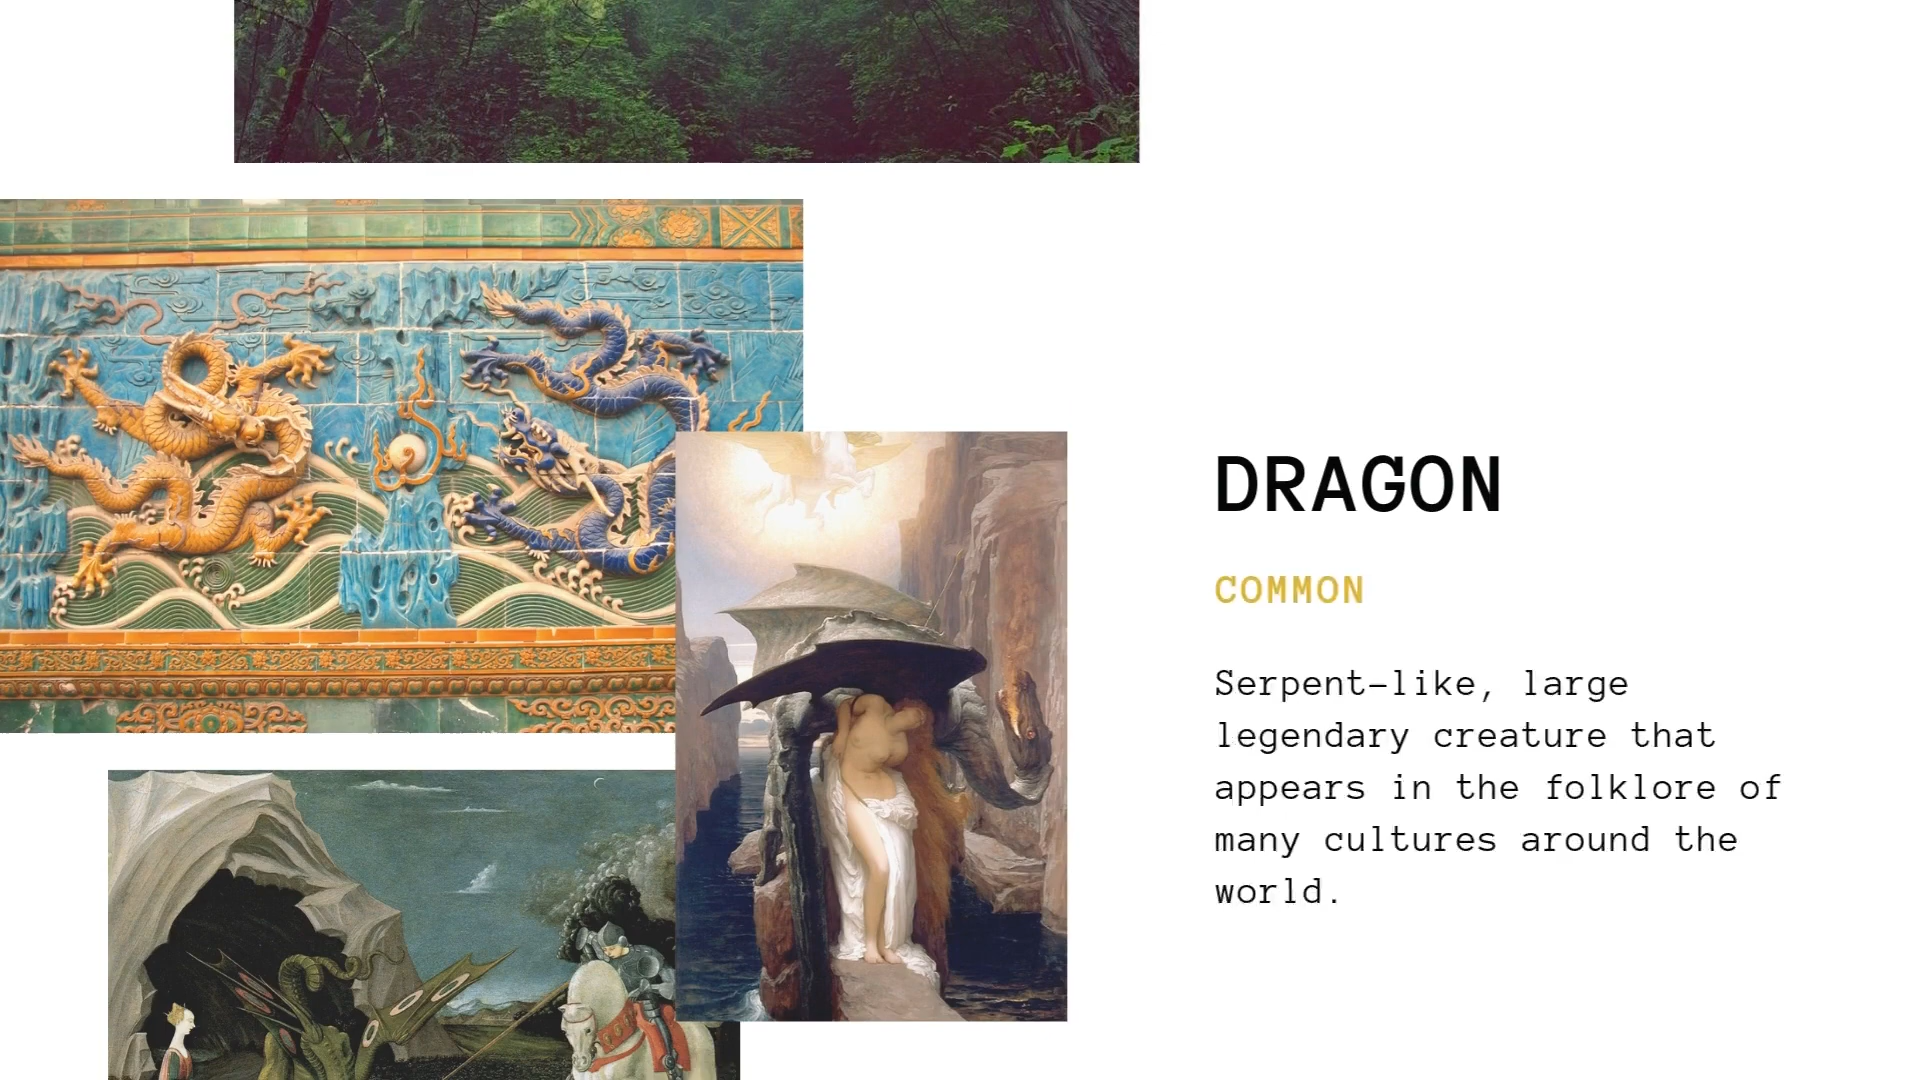 DRAGON
COMMON
Serpent-like, large
legendary creature that
appears in the folklore of
many cultures around the
world.